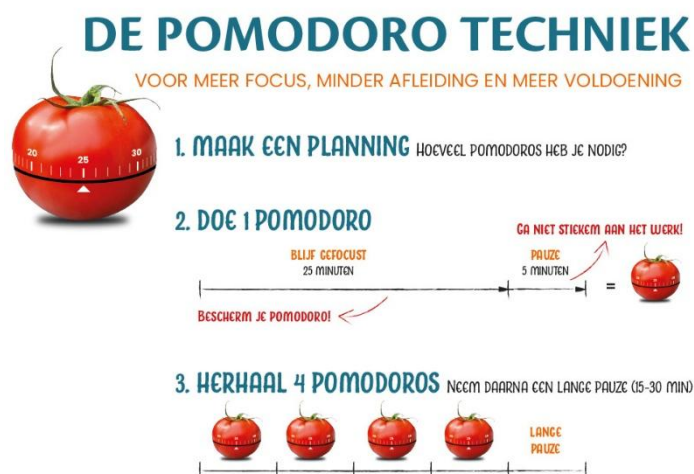 DE POMODORO TECHNIEK
VOOR MEER FOCUS, MINDER AFLEIDING EN MEER VOLDOENING
20 25 30
1. MAAK EEN PLANNING HOEVEEL POMODOROS HEB JE NODIG?
2. DOE 1 POMODORO
GA NIET STIEKEM AAN HET WERK!
BLIJF GEFOCUST
25 MINUTEN
PAUZE
5 MINUTEN
=
BESCHERM JE POMODORO!
3. HERHAAL 4 POMODOROS NEEM DAARNA EEN LANGE PAUZE (15-30 MIN)
LANGE
PAUZE